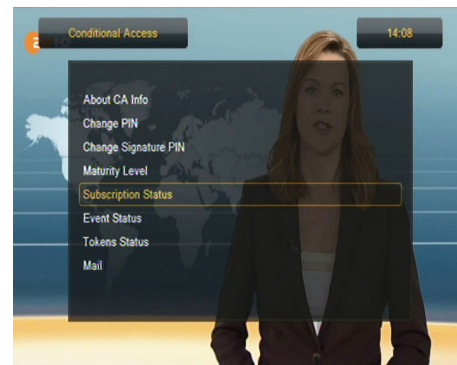 Conditional Access
14:08
About CA Info
Change PIN
Change Signature PIN
Maturity Level
Subscription Status
Event Status
Tokens Status
Mail